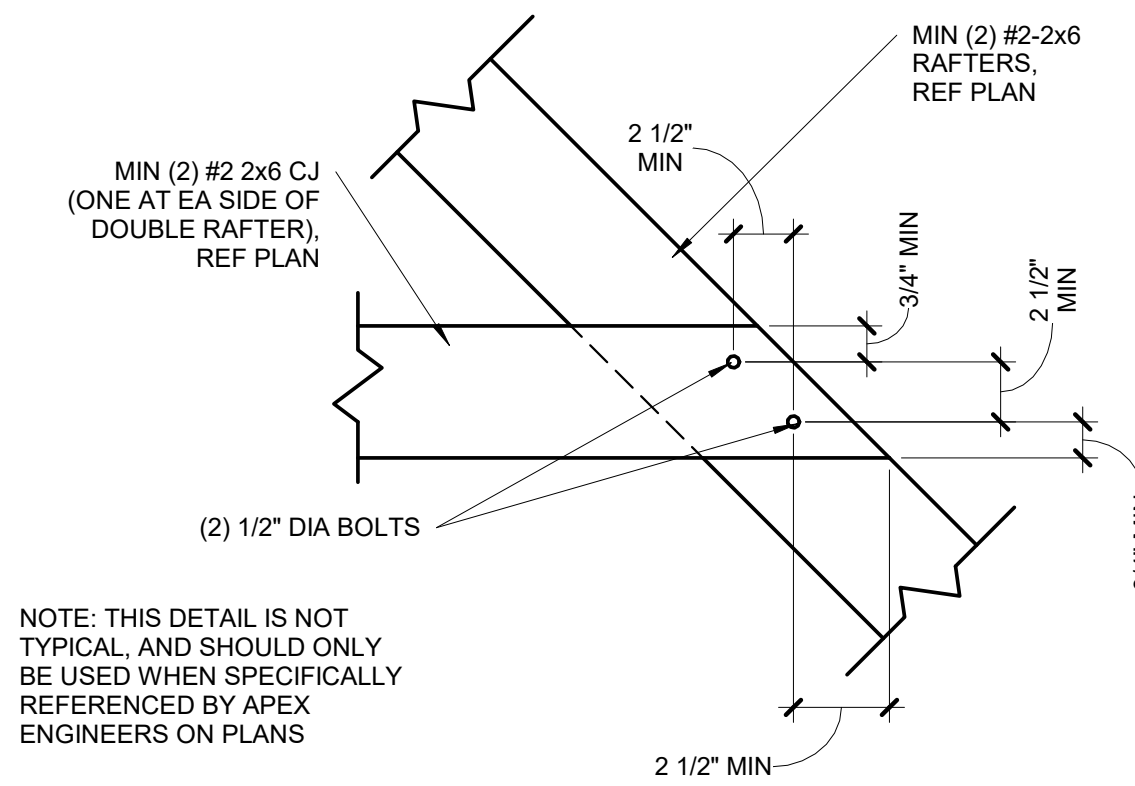 MIN (2) #2-2x6
RAFTERS,
REF PLAN
2 1/2"
MIN
MIN (2) #2 2x6 CJ
(ONE AT EA SIDE OF
DOUBLE RAFTER),
REF PLAN
3/4" MIN
2 1/2"
MIN
(2) 1/2" DIA BOLTS
NOTE: THIS DETAIL IS NOT
TYPICAL, AND SHOULD ONLY
BE USED WHEN SPECIFICALLY
REFERENCED BY APEX
ENGINEERS ON PLANS
2 1/2" MIN